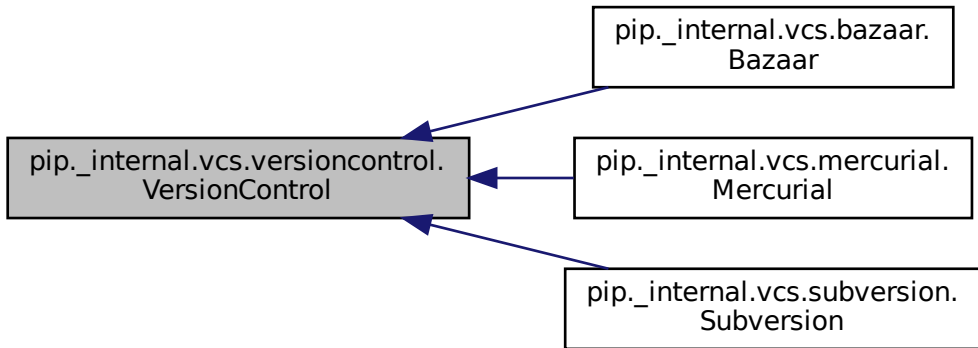 pip._internal.vcs.bazaar.
Bazaar
pip._internal.vcs.versioncontrol.
VersionControl
pip._internal.vcs.mercurial.
Mercurial
pip._internal.vcs.subversion.
Subversion